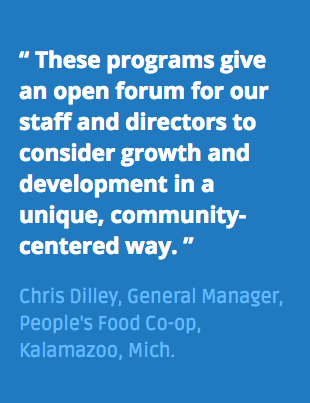 “ These programs give
an open forum for our
staff and directors to
consider growth and
development in a
unique, community-
centered way. ”
Chris Dilley, General Manager,
People's Food Co-op,
Kalamazoo, Mich.